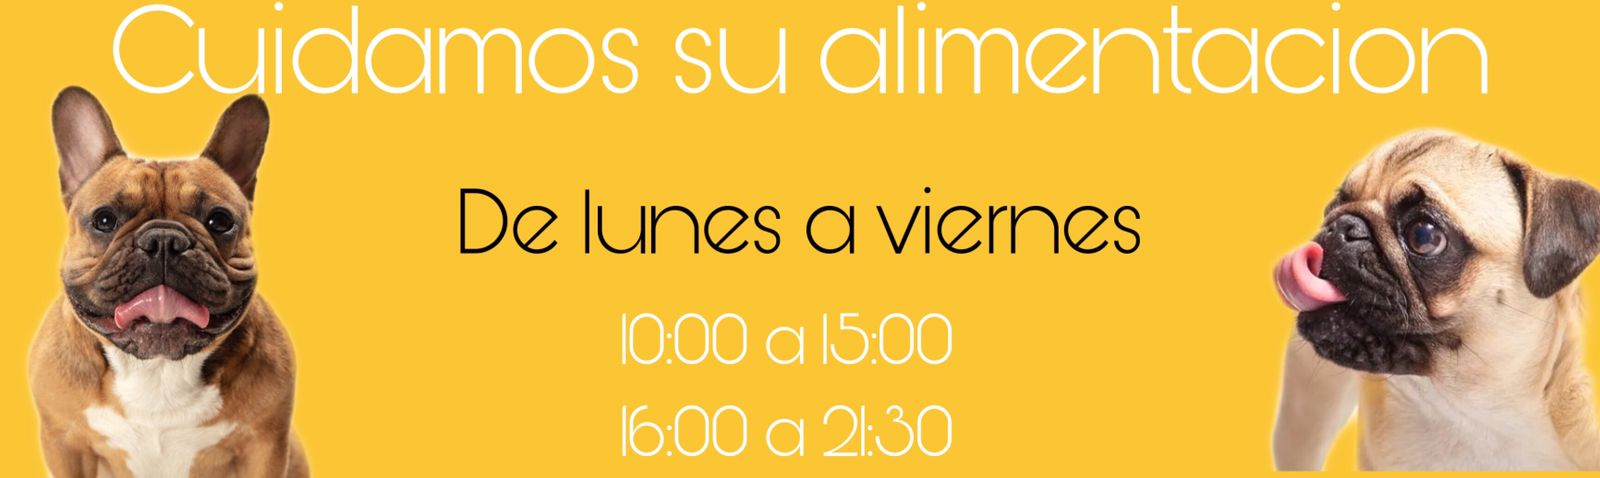 Cuidamos su alimentacion
De lunes a viernes
10:00 a 15:00
16:00 a 21:30